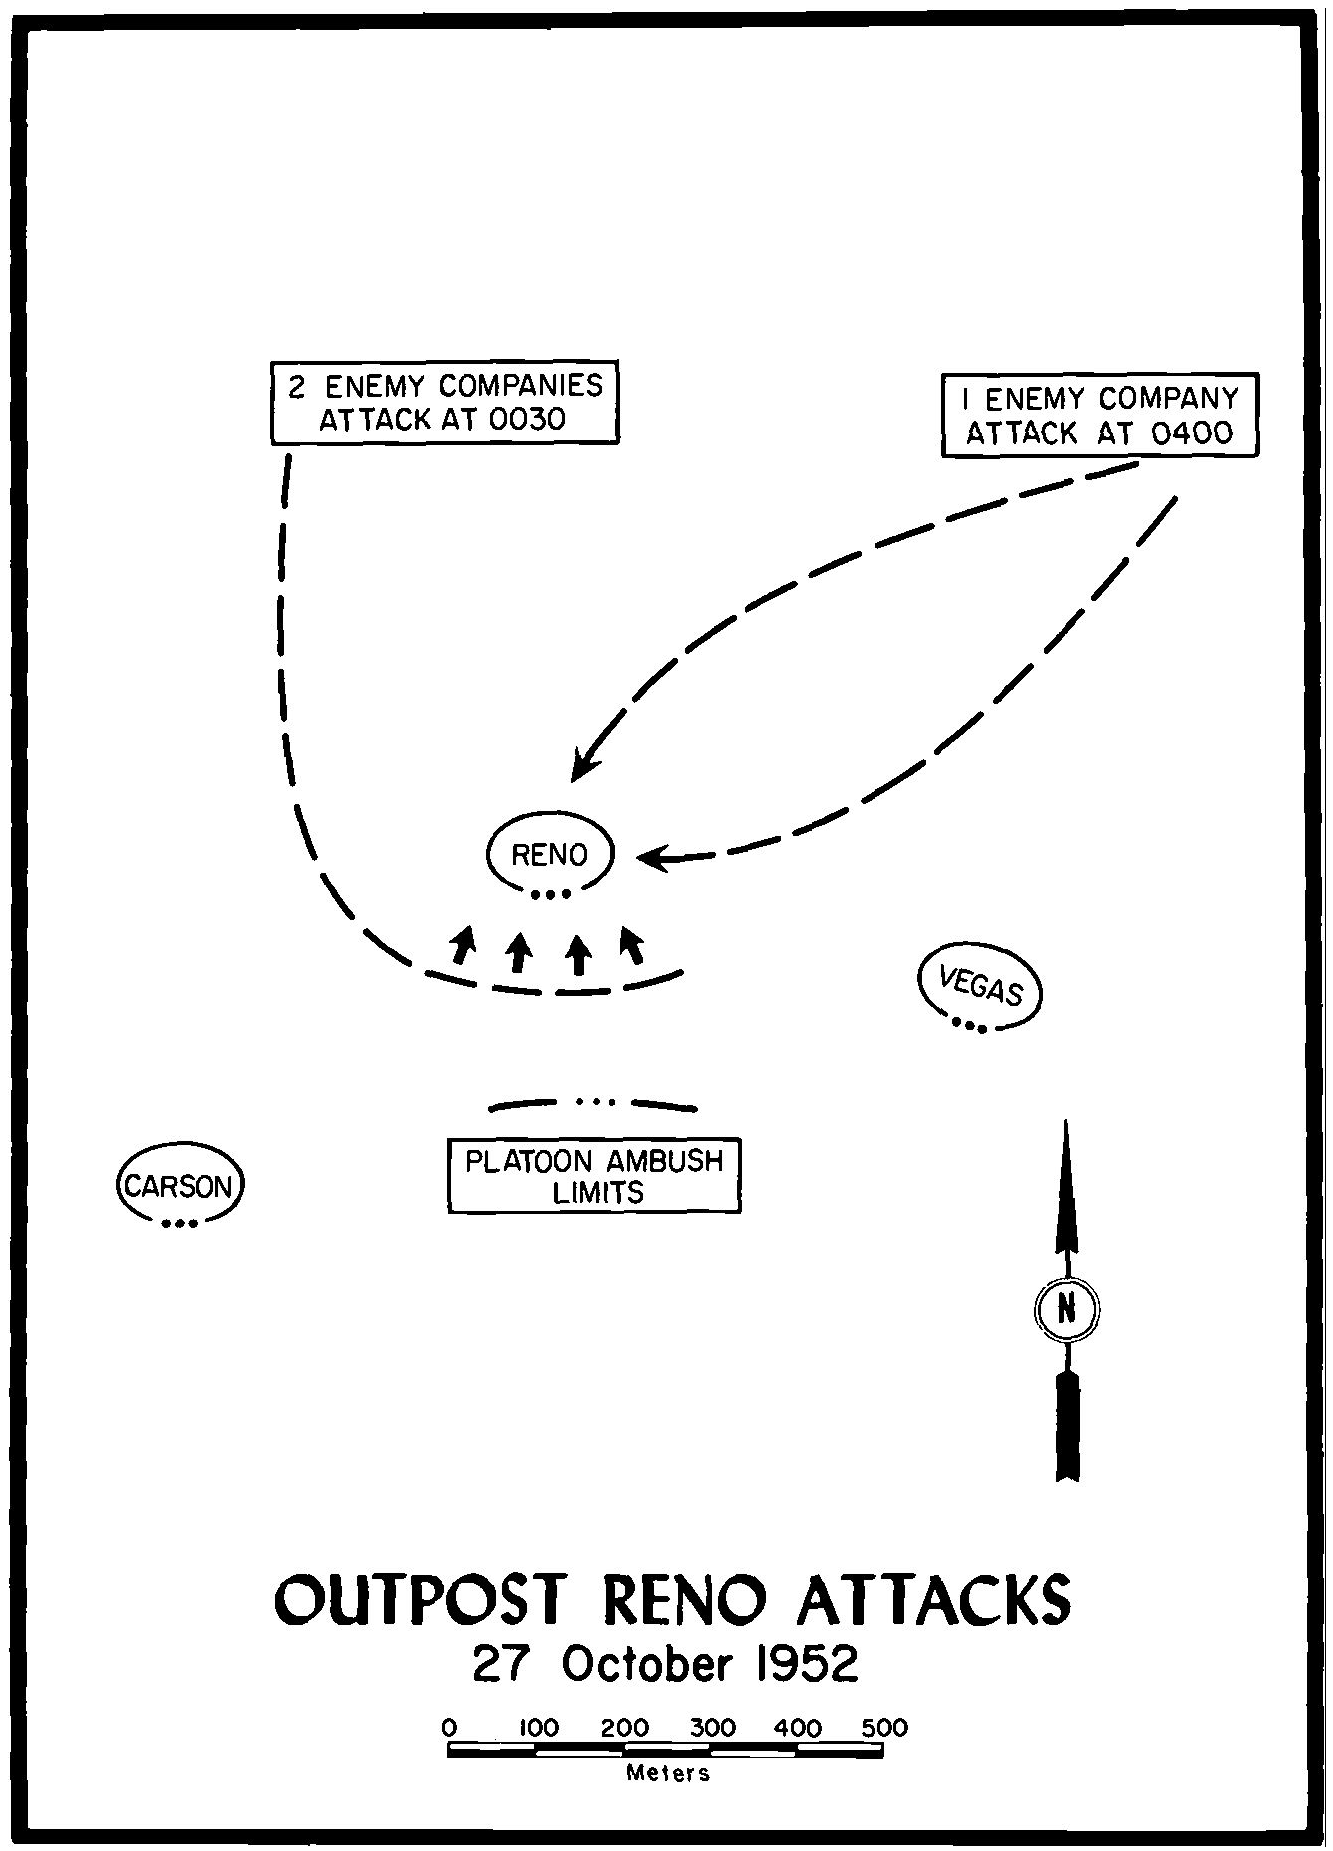 2 ENEMY COMPANIES
ATTACK AT 0030
1 ENEMY COMPANY
ATTACK AT 0400
RENO
VEGAS
CARSON
PLATOON AMBUSH
LIMITS
N
OUTPOST RENO ATTACKS
27 October 1952
0 100 200 300 400 500
Meters